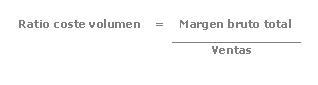 Ratio coste volumen = Margen bruto total
Ventas